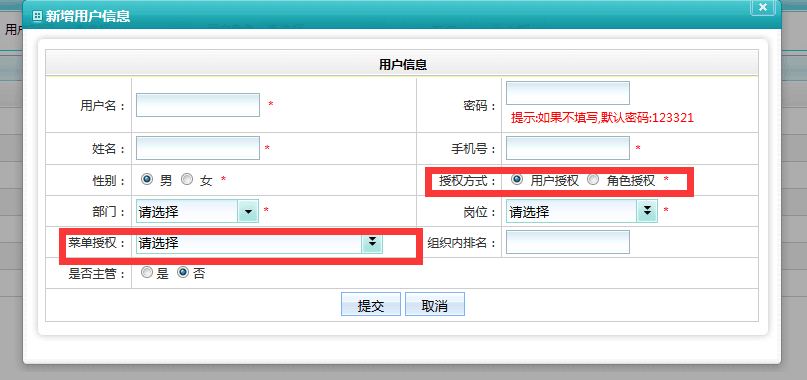 新增用户信息
用户
用户信息
用户名： *
密码：
提示:如果不填写,默认密码:123321
姓名： *
手机号： *
性别： 男 女 *
授权方式： 用户授权 角色授权 *
部门： 请选择 *
岗位： 请选择 *
菜单授权： 请选择
组织内排名：
是否主管： 是 否
提交 取消